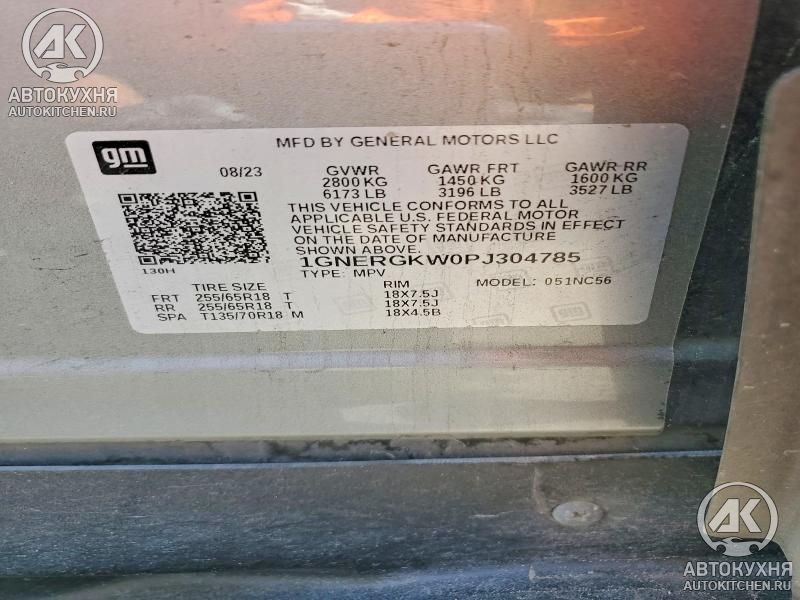 AK
АВТОКУХНЯ
AUTOKITCHEN.RU
gm
MFD BY GENERAL MOTORS LLC
08/23 GVWR GAWR FRT GAWR RR
2800 KG 1450 KG 1600 KG
6173 LB 3196 LB 3527 LB
THIS VEHICLE CONFORMS TO ALL
APPLICABLE U.S. FEDERAL MOTOR
VEHICLE SAFETY STANDARDS IN EFFECT
ON THE DATE OF MANUFACTURE
SHOWN ABOVE.
130H
1GNERGKW0PJ304785
TYPE: MPV MODEL: 051NC56
TIRE SIZE RIM
FRT 255/65R18 T 18X7.5J
RR 255/65R18 T 18X7.5J
SPA T135/70R18 M 18X4.5B
AK
АВТОКУХНЯ
AUTOKITCHEN.RU